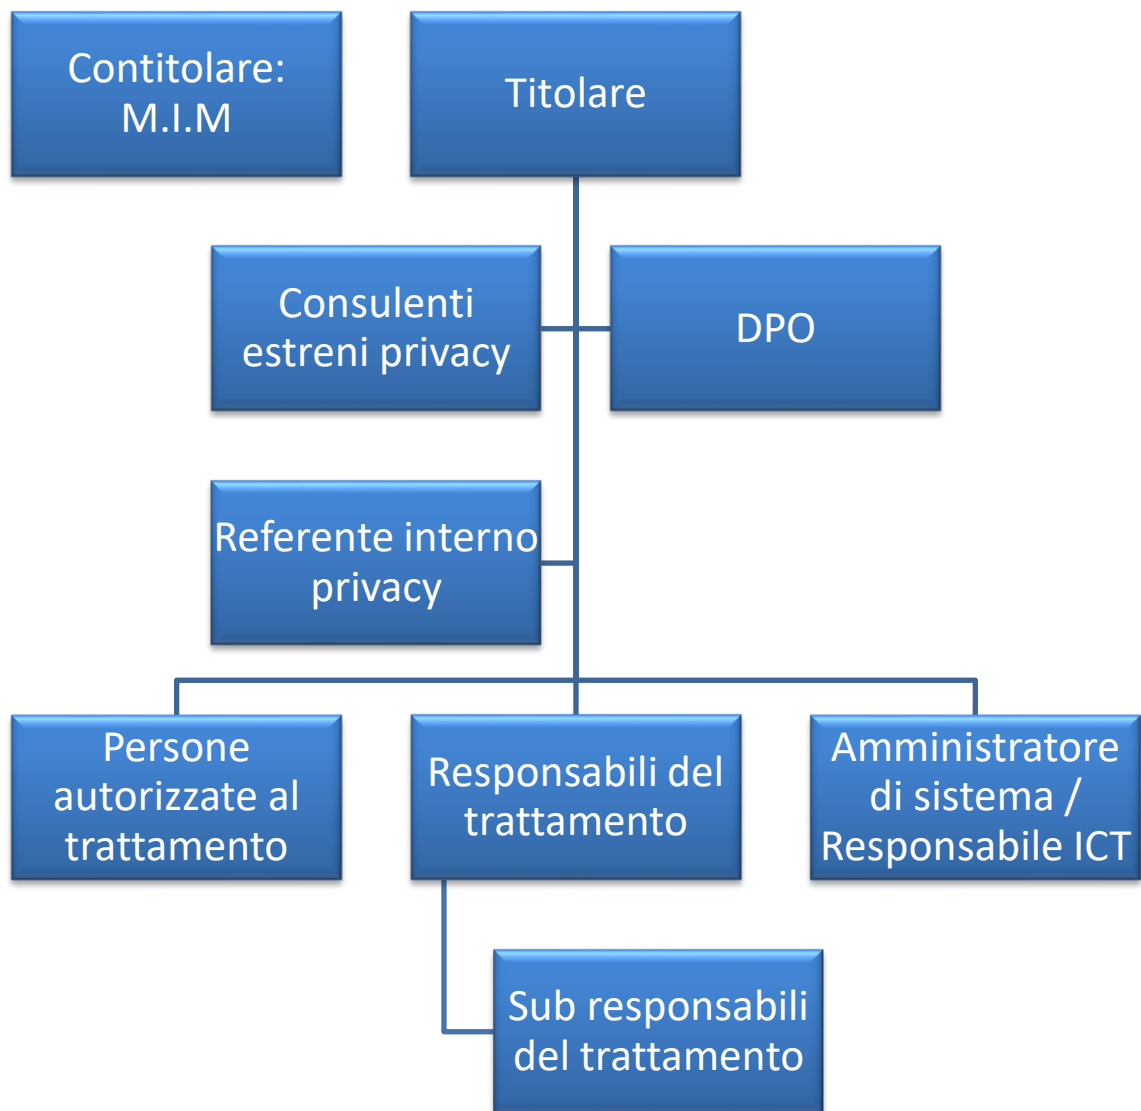 Contitolare:
M.I.M
Titolare
Consulenti
estreni privacy
DPO
Referente interno
privacy
Persone
autorizzate al
trattamento
Responsabili del
trattamento
Amministratore
di sistema /
Responsabile ICT
Sub responsabili
del trattamento